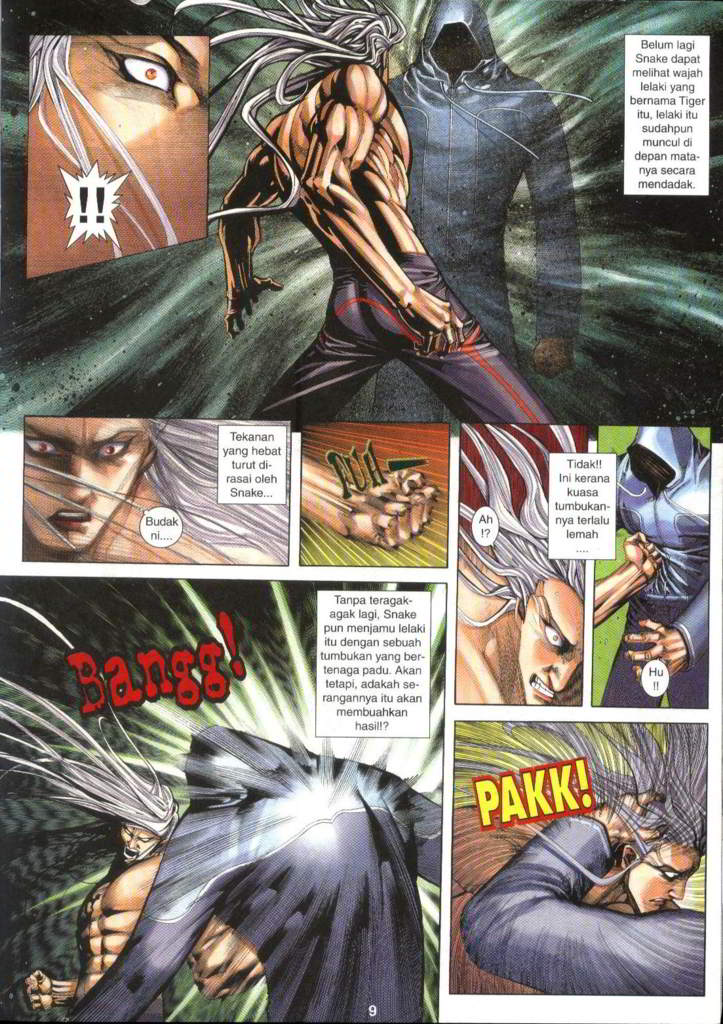 !!
Belum lagi
Snake dapat
melihat wajah
lelaki yang
bernama Tiger
itu, lelaki itu
sudahpun
muncul di
depan mata-
nya secara
mendadak.
Budak
ni....
Tekanan
yang hebat
turut di-
rasai oleh
Snake...
Ah
!?
Tidak!!
Ini kerana
kuasa
tumbukan-
nya terlalu
lemah
....
Hu
!!
Bangg!
Tanpa teragak-
agak lagi, Snake
pun menjamu lelaki
itu dengan sebuah
tumbukan yang ber-
tenaga padu. Akan
tetapi, adakah se-
rangannya itu akan
membuahkan
hasil!?
PAKK!
9